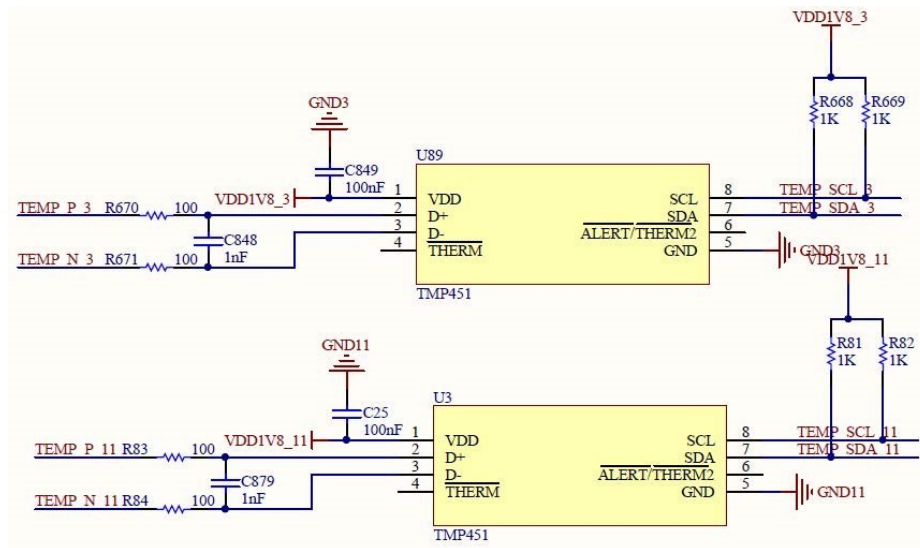 VDD1V8_3
GND3
R668 R669
1K 1K
U89
C849
100nF
VDD1V8_3 1 VDD SCL 8 TEMP_SCL_3
TEMP_P_3 R670 100 2 D+ SDA 7 TEMP_SDA_3
C848
1nF
3 D- ALERT/THERM2 6
4 THERM GND 5 GND3
TEMP_N_3 R671 100
VDD1V8_11
TMP451
GND11
R81 R82
1K 1K
U3
C25
100nF
VDD1V8_11 1 VDD SCL 8 TEMP_SCL_11
TEMP_P_11 R83 100 2 D+ SDA 7 TEMP_SDA_11
C879
1nF
3 D- ALERT/THERM2 6
4 THERM GND 5 GND11
TEMP_N_11 R84 100
TMP451